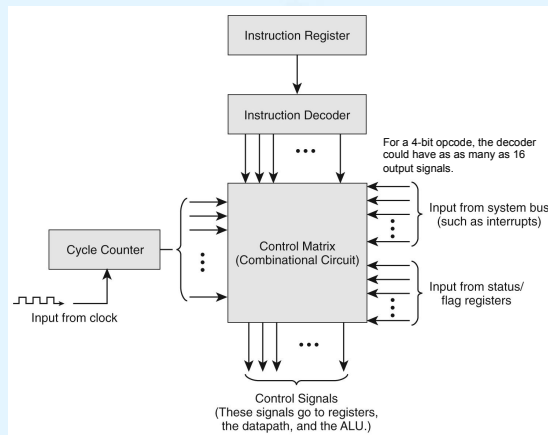 Instruction Register
Instruction Decoder
For a 4-bit opcode, the decoder
could have as as many as 16
output signals.
Input from system bus
(such as interrupts)
Cycle Counter
Control Matrix
(Combinational Circuit)
Input from clock
Input from status/
flag registers
Control Signals
(These signals go to registers,
the datapath, and the ALU.)